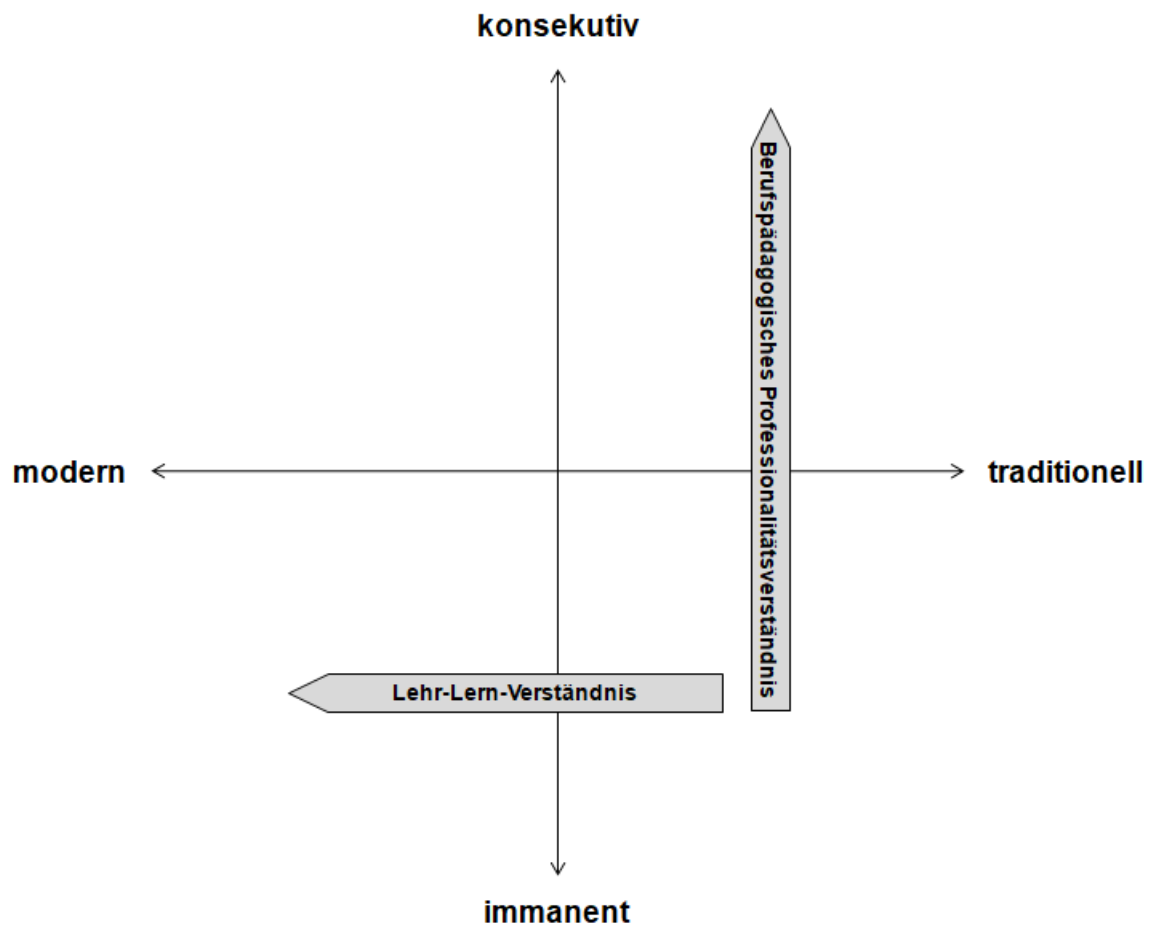 konsekutiv
Berufspädagogisches Professionalitätsverständnis
modern
traditionell
Lehr-Lern-Verständnis
immanent